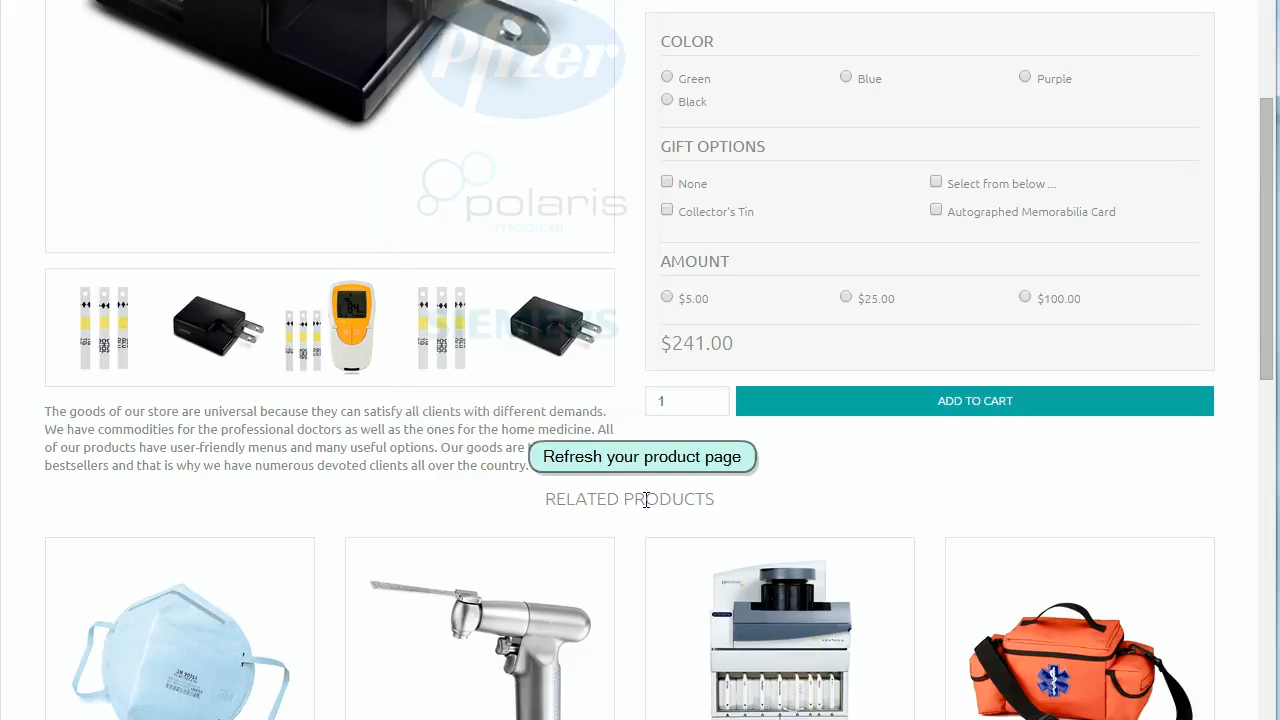 Pfizer
polaris
medical
SIEMENS
COLOR
Green
Blue
Purple
Black
GIFT OPTIONS
None
Select from below ...
Collector's Tin
Autographed Memorabilia Card
AMOUNT
$5.00
$25.00
$100.00
$241.00
1
ADD TO CART
The goods of our store are universal because they can satisfy all clients with different demands.
We have commodities for the professional doctors as well as the ones for the home medicine. All
of our products have user-friendly menus and many useful options. Our goods are
bestsellers and that is why we have numerous devoted clients all over the country.
Refresh your product page
RELATED PRODUCTS
VENTANA